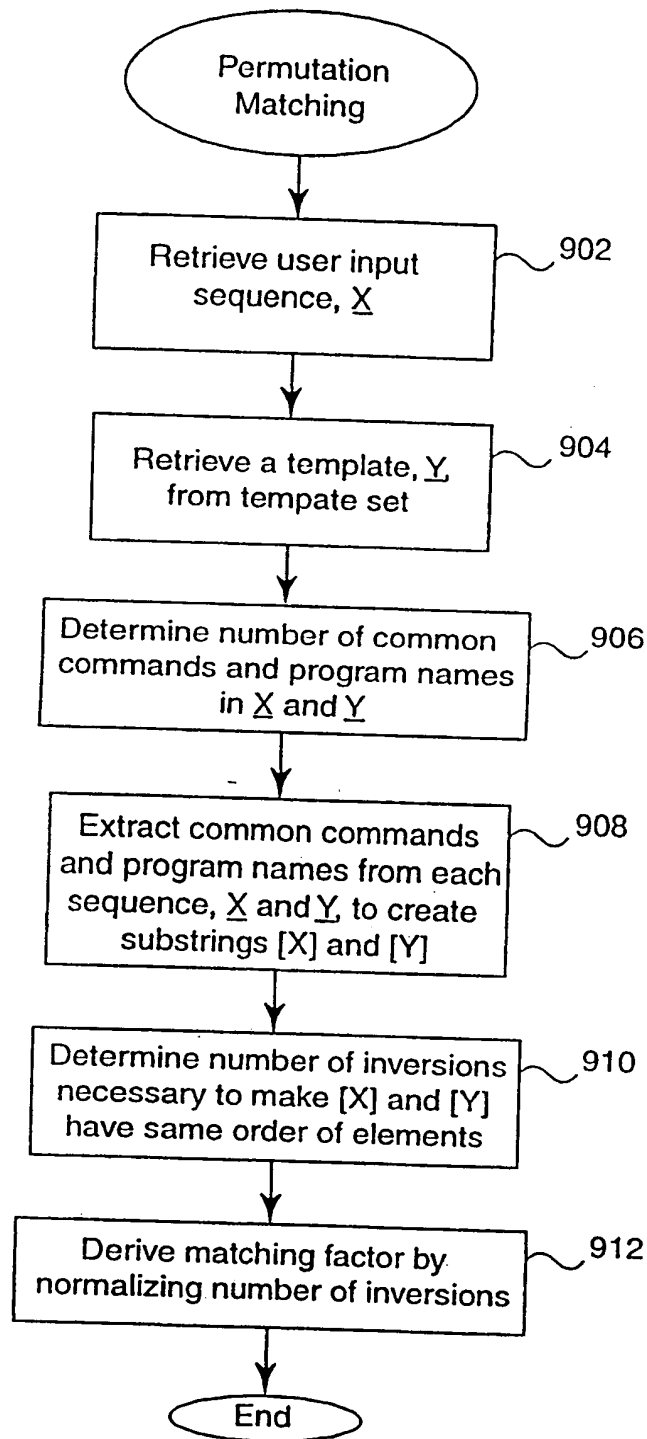 Permutation
Matching
Retrieve user input
sequence, X
902
Retrieve a template, Y,
from tempate set
904
Determine number of common
commands and program names
in X and Y
906
Extract common commands
and program names from each
sequence, X and Y, to create
substrings [X] and [Y]
908
Determine number of inversions
necessary to make [X] and [Y]
have same order of elements
910
Derive matching factor by
normalizing number of inversions
912
End